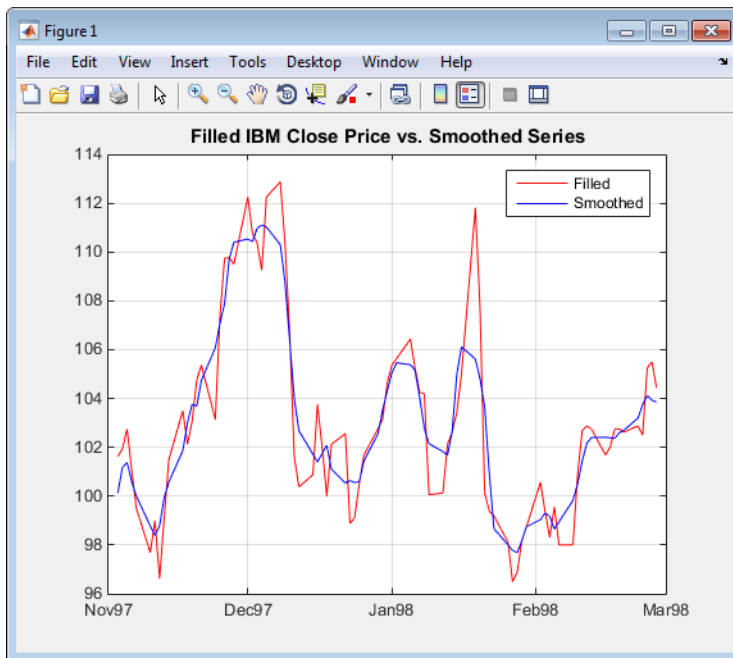 Figure 1
File Edit View Insert Tools Desktop Window Help
Filled IBM Close Price vs. Smoothed Series
114
112
110
108
106
104
102
100
98
96
Filled
Smoothed
Nov97 Dec97 Jan98 Feb98 Mar98